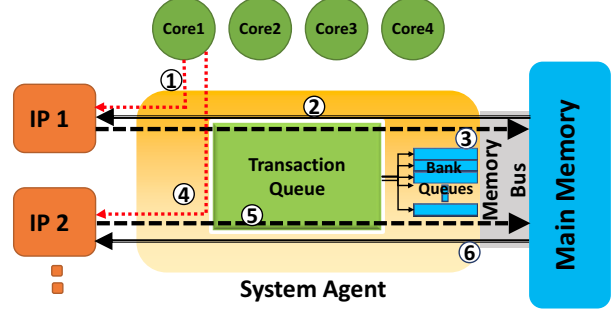 Core1 Core2 Core3 Core4
①
②
IP 1
③
Transaction
Queue
Bank
Queues
Memory
Bus
Main Memory
④
IP 2
⑤
⑥
System Agent